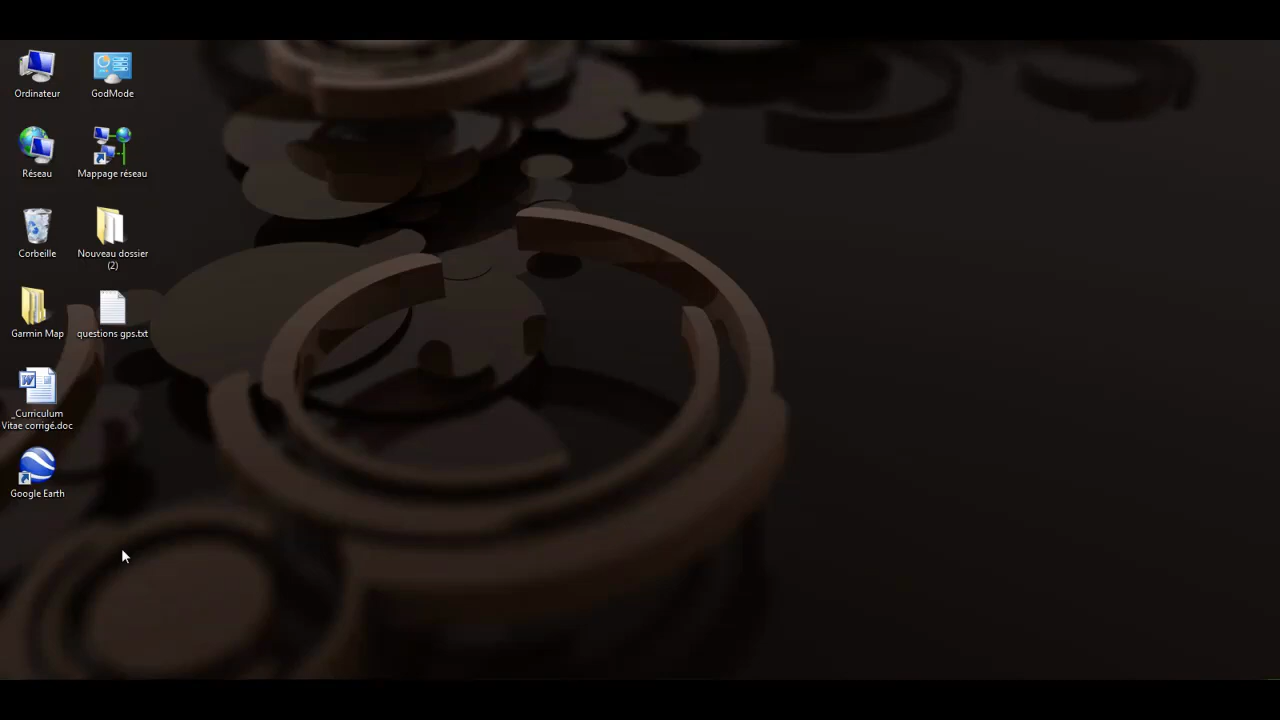 Ordinateur
GodMode
Réseau
Mappage réseau
Corbeille
Nouveau dossier
(2)
Garmin Map
questions gps.txt
_Curriculum
Vitae corrigé.doc
Google Earth